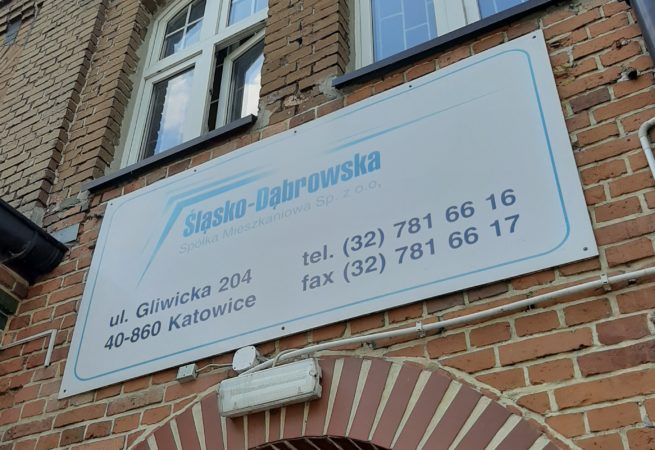 Śląsko-Dąbrowska
Spółka Mieszkaniowa Sp. z o.o,
ul. Gliwicka 204
40-860 Katowice
tel. (32) 781 66 16
fax (32) 781 66 17